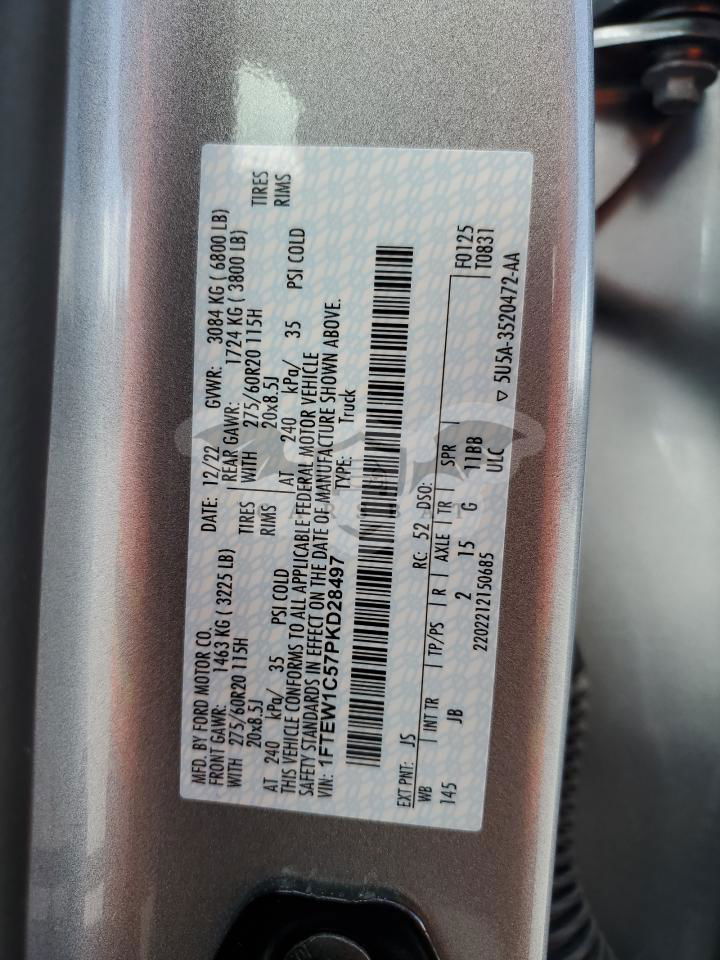 MFD. BY FORD MOTOR CO.
DATE: 12/22 GVWR: 3084 KG ( 6800 LB)
FRONT GAWR: 1463 KG ( 3225 LB) REAR GAWR: 1724 KG ( 3800 LB)
WITH 275/60R20 115H TIRES WITH 275/60R20 115H TIRES
20x8.5J RIMS 20x8.5J RIMS
AT 240 kPa/ 35 PSI COLD AT 240 kPa/ 35 PSI COLD
THIS VEHICLE CONFORMS TO ALL APPLICABLE FEDERAL MOTOR VEHICLE
SAFETY STANDARDS IN EFFECT ON THE DATE OF MANUFACTURE SHOWN ABOVE.
VIN: 1FTEW1C57PKD28497 TYPE: Truck
EXT PNT: JS RC: 52 DSO: F0125
WB INT TR TP/PS R AXLE TR SPR T0831
145 JB 2 15 G 11BB
2202212150685 ULC ▽ 5U5A-3520472-AA